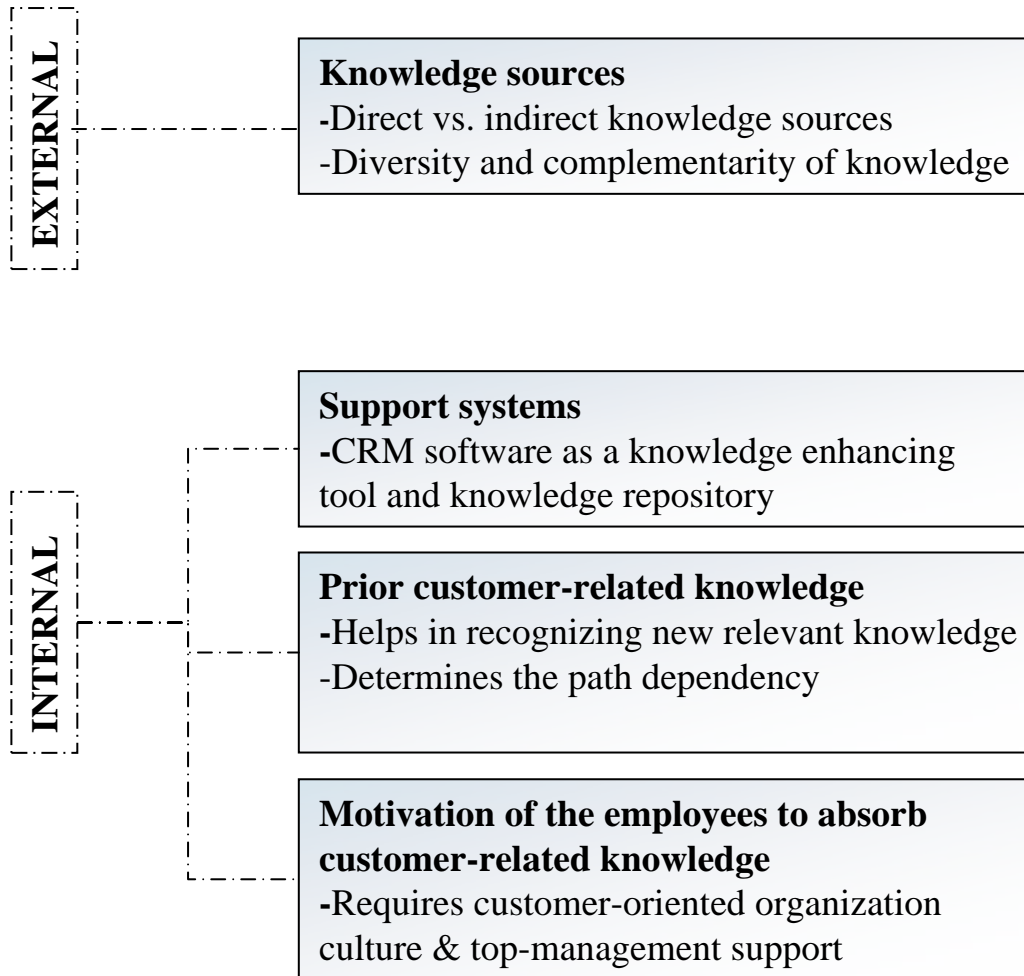 EXTERNAL
Knowledge sources
-Direct vs. indirect knowledge sources
-Diversity and complementarity of knowledge
INTERNAL
Support systems
-CRM software as a knowledge enhancing
tool and knowledge repository
Prior customer-related knowledge
-Helps in recognizing new relevant knowledge
-Determines the path dependency
Motivation of the employees to absorb
customer-related knowledge
-Requires customer-oriented organization
culture & top-management support